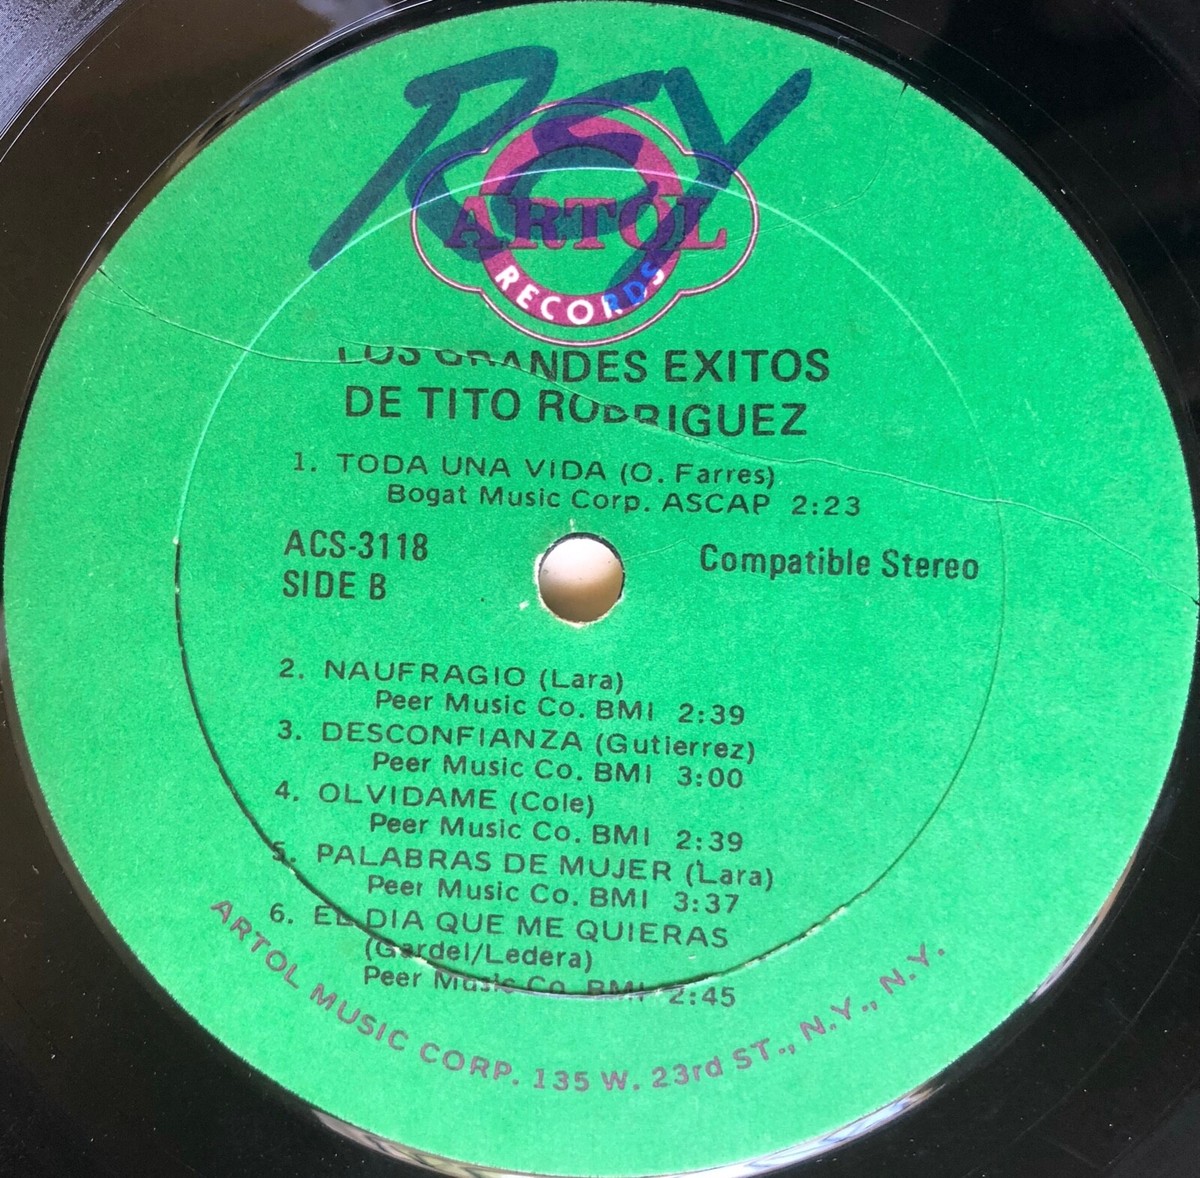 REY
ARTOL
RECORDS
LOS GRANDES EXITOS
DE TITO RODRIGUEZ
1. TODA UNA VIDA (O. Farres)
Bogat Music Corp. ASCAP 2:23
ACS-3118
SIDE B
Compatible Stereo
2. NAUFRAGIO (Lara)
Peer Music Co. BMI 2:39
3. DESCONFIANZA (Gutierrez)
Peer Music Co. BMI 3:00
4. OLVIDAME (Cole)
Peer Music Co. BMI 2:39
5. PALABRAS DE MUJER (Lara)
Peer Music Co. BMI 3:37
6. EL DIA QUE ME QUIERAS
(Gardel/Ledera)
Peer Music Co. BMI 2:45
ARTOL MUSIC CORP. 135 W. 23rd ST., N.Y., N.Y.